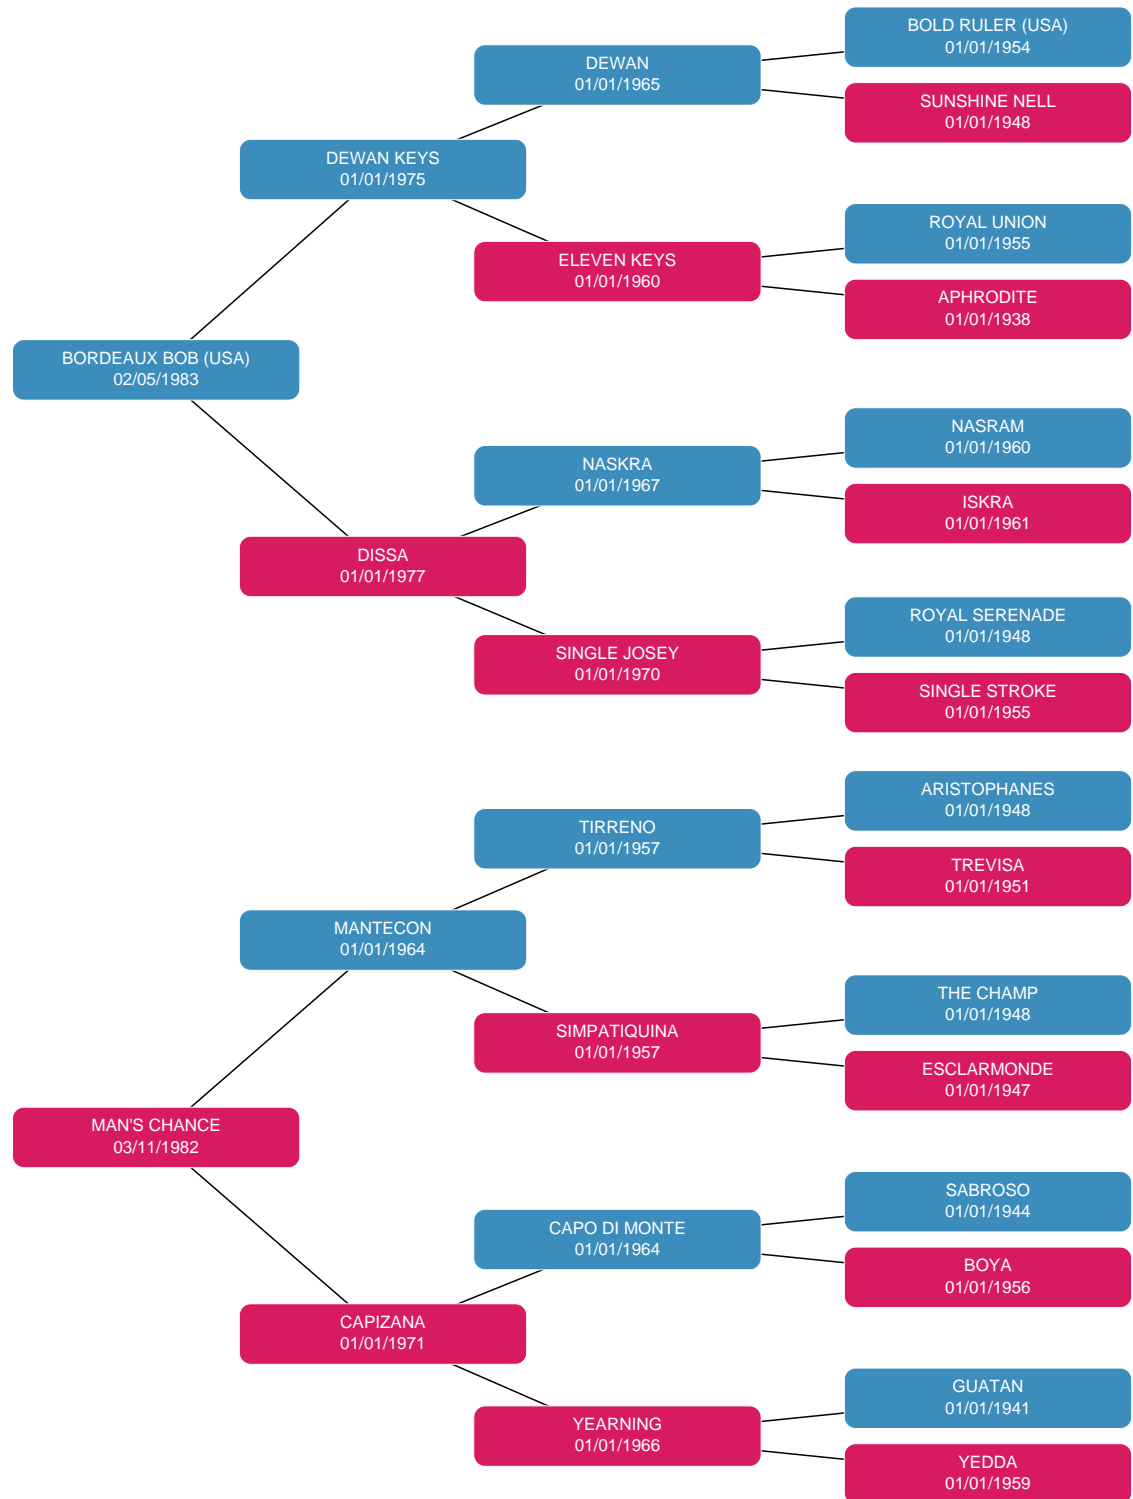 BOLD RULER (USA)
01/01/1954
DEWAN
01/01/1965
SUNSHINE NELL
01/01/1948
DEWAN KEYS
01/01/1975
ROYAL UNION
01/01/1955
ELEVEN KEYS
01/01/1960
APHRODITE
01/01/1938
BORDEAUX BOB (USA)
02/05/1983
NASRAM
01/01/1960
NASKRA
01/01/1967
ISKRA
01/01/1961
DISSA
01/01/1977
ROYAL SERENADE
01/01/1948
SINGLE JOSEY
01/01/1970
SINGLE STROKE
01/01/1955
ARISTOPHANES
01/01/1948
TIRRENO
01/01/1957
TREVISA
01/01/1951
MANTECON
01/01/1964
THE CHAMP
01/01/1948
SIMPATIQUINA
01/01/1957
ESCLARMONDE
01/01/1947
MAN'S CHANCE
03/11/1982
SABROSO
01/01/1944
CAPO DI MONTE
01/01/1964
BOYA
01/01/1956
CAPIZANA
01/01/1971
GUATAN
01/01/1941
YEARNING
01/01/1966
YEDDA
01/01/1959